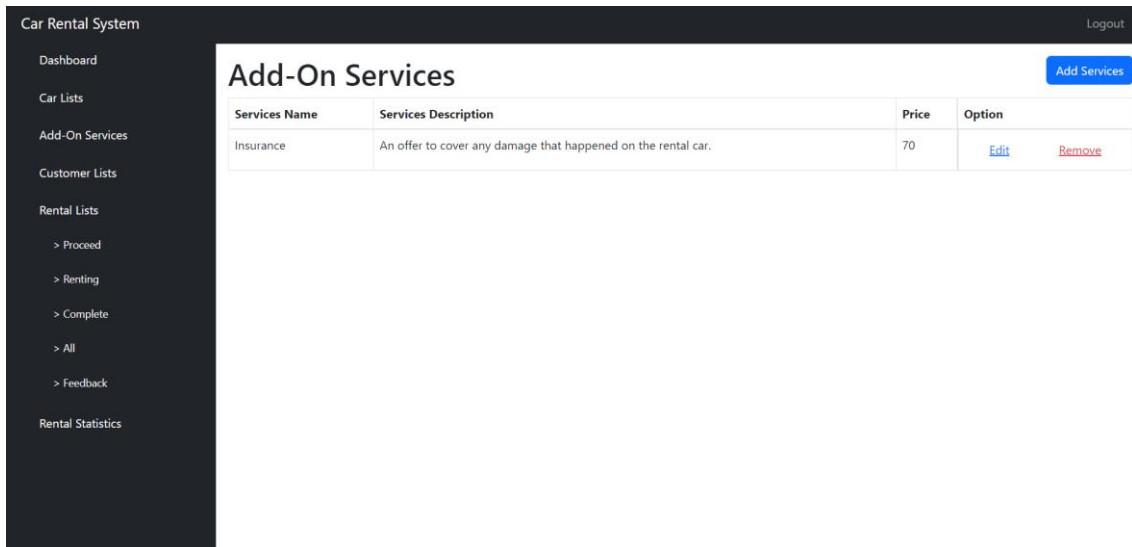 Car Rental System
Logout
Dashboard
Car Lists
Add-On Services
Customer Lists
Rental Lists
> Proceed
> Renting
> Complete
> All
> Feedback
Rental Statistics
Add-On Services
Add Services
Services Name Services Description Price Option
Insurance An offer to cover any damage that happened on the rental car. 70 Edit Remove